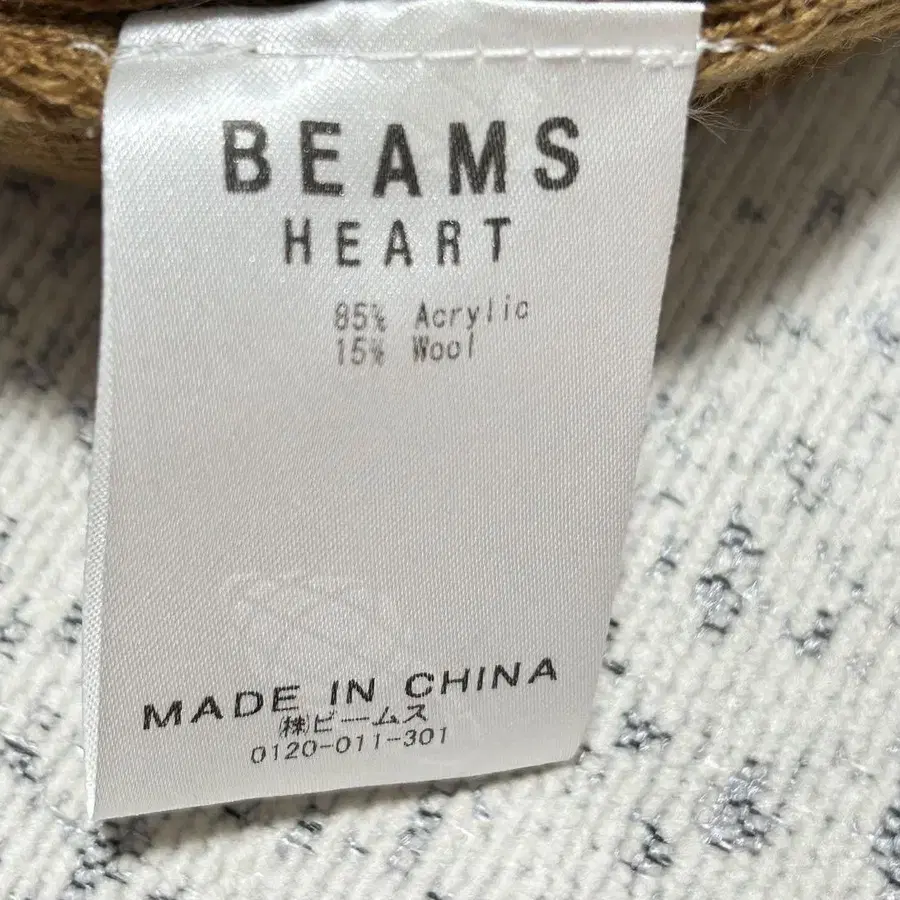 BEAMS
HEART
85% Acrylic
15% Wool
MADE IN CHINA
㈱ビームス
0120-011-301